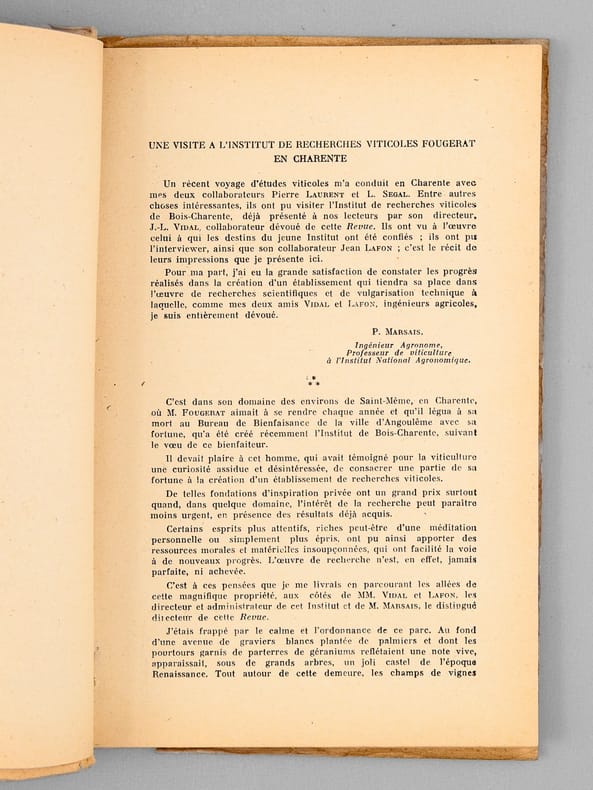 UNE VISITE A L'INSTITUT DE RECHERCHES VITICOLES FOUGERAT
EN CHARENTE
Un récent voyage d'études viticoles m'a conduit en Charente avec
mes deux collaborateurs Pierre LAURENT et L. SEGAL. Entre autres
choses intéressantes, ils ont pu visiter l'Institut de recherches viticoles
de Bois-Charente, déjà présenté à nos lecteurs par son directeur,
J.-L. VIDAL, collaborateur dévoué de cette Revue. Ils ont vu à l'œuvre
celui à qui les destins du jeune Institut ont été confiés ; ils ont pu
l'interviewer, ainsi que son collaborateur Jean LAFON ; c'est le récit de
leurs impressions que je présente ici.
Pour ma part, j'ai eu la grande satisfaction de constater les progrès
réalisés dans la création d'un établissement qui tiendra sa place dans
l'œuvre de recherches scientifiques et de vulgarisation technique à
laquelle, comme mes deux amis VIDAL et LAFON, ingénieurs agricoles,
je suis entièrement dévoué.
P. MARSAIS.
Ingénieur Agronome,
Professeur de viticulture
à l'Institut National Agronomique.
⁂
C'est dans son domaine des environs de Saint-Même, en Charente,
où M. FOUGERAT aimait à se rendre chaque année et qu'il légua à sa
mort au Bureau de Bienfaisance de la ville d'Angoulême avec sa
fortune, qu'a été créé récemment l'Institut de Bois-Charente, suivant
le vœu de ce bienfaiteur.
Il devait plaire à cet homme, qui avait témoigné pour la viticulture
une curiosité assidue et désintéressée, de consacrer une partie de sa
fortune à la création d'un établissement de recherches viticoles.
De telles fondations d'inspiration privée ont un grand prix surtout
quand, dans quelque domaine, l'intérêt de la recherche peut paraître
moins urgent, en présence des résultats déjà acquis.
Certains esprits plus attentifs, riches peut-être d'une méditation
personnelle ou simplement plus épris, ont pu ainsi apporter des
ressources morales et matérielles insoupçonnées, qui ont facilité la voie
à de nouveaux progrès. L'œuvre de recherche n'est, en effet, jamais
parfaite, ni achevée.
C'est à ces pensées que je me livrais en parcourant les allées de
cette magnifique propriété, aux côtés de MM. VIDAL et LAFON, les
directeur et administrateur de cet Institut et de M. MARSAIS, le distingué
directeur de cette Revue.
J'étais frappé par le calme et l'ordonnance de ce parc. Au fond
d'une avenue de graviers blancs plantée de palmiers et dont les
pourtours garnis de parterres de géraniums reflétaient une note vive,
apparaissait, sous de grands arbres, un joli castel de l'époque
Renaissance. Tout autour de cette demeure, les champs de vignes